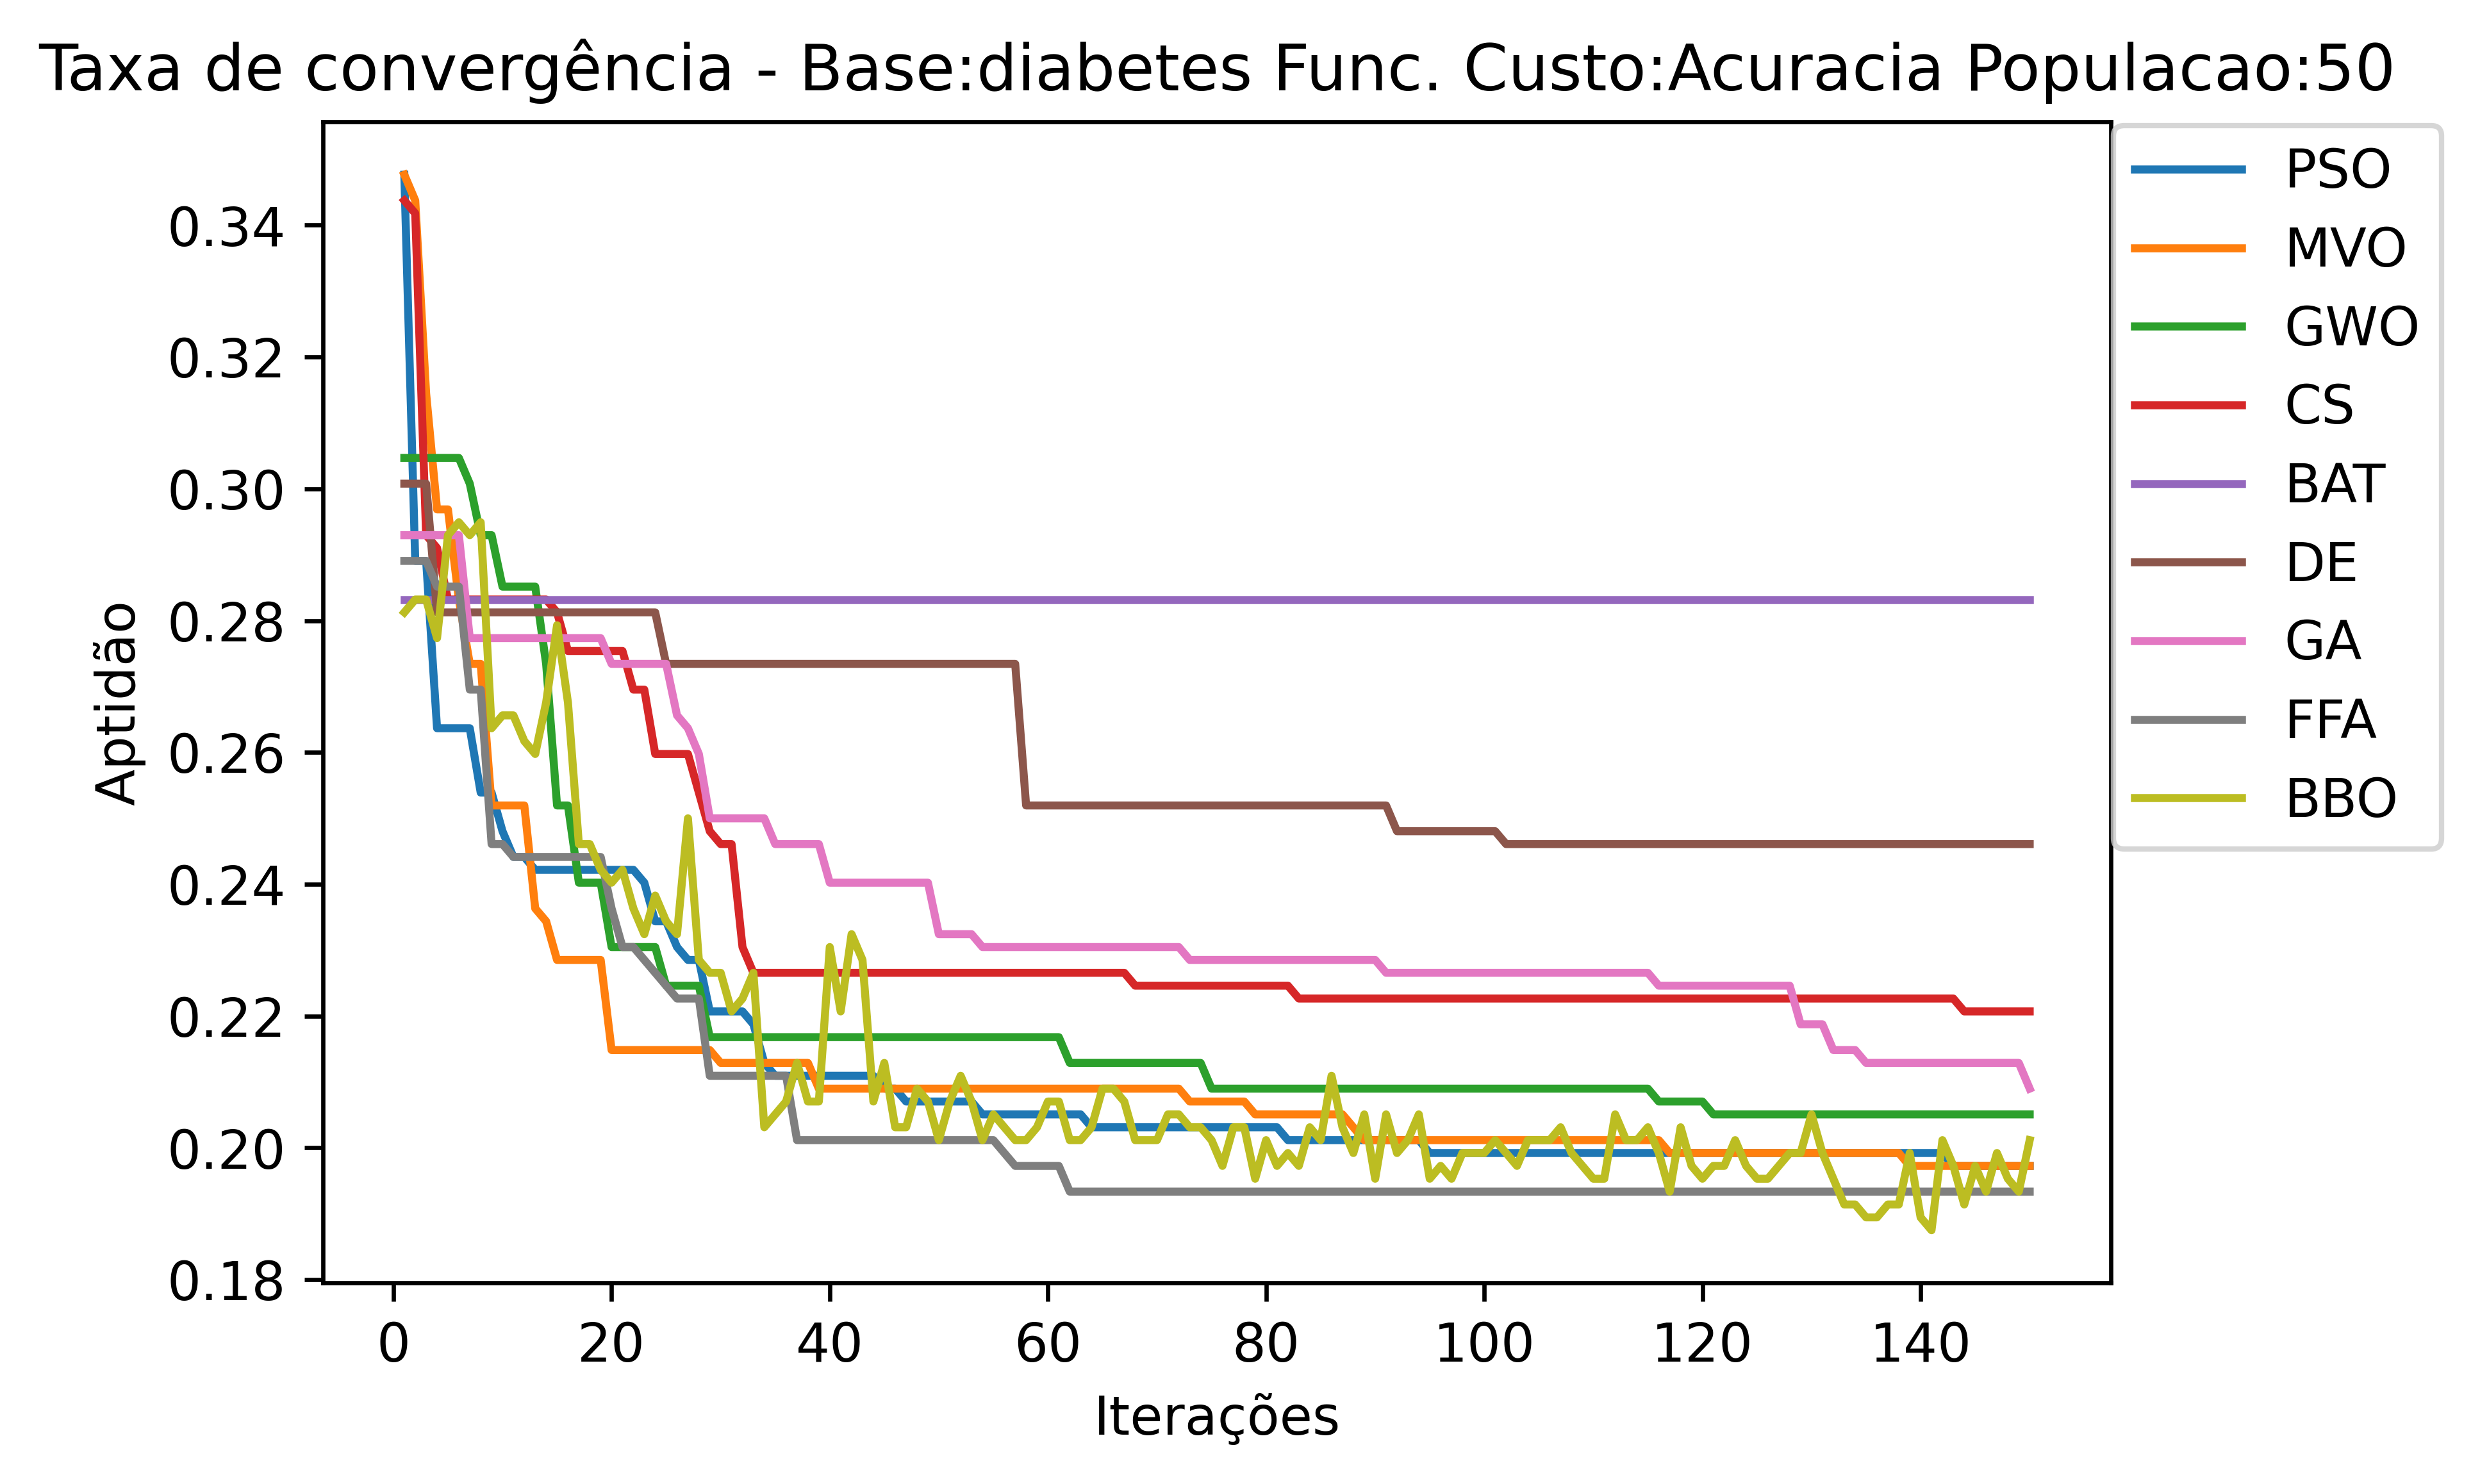 Taxa de convergência - Base:diabetes Func. Custo:Acuracia Populacao:50
Aptidão
0.34
0.32
0.30
0.28
0.26
0.24
0.22
0.20
0.18
0 20 40 60 80 100 120 140
Iterações
PSO
MVO
GWO
CS
BAT
DE
GA
FFA
BBO